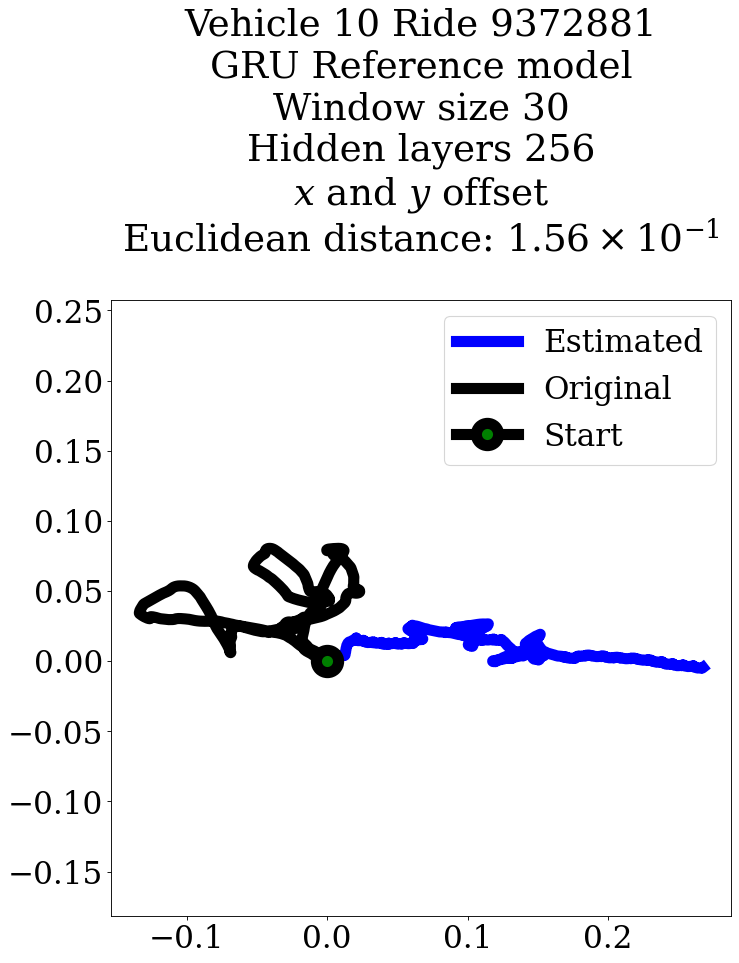 Vehicle 10 Ride 9372881
GRU Reference model
Window size 30
Hidden layers 256
x and y offset
Euclidean distance: 1.56 × 10⁻¹
Estimated
Original
Start
0.25
0.20
0.15
0.10
0.05
0.00
−0.05
−0.10
−0.15
−0.1 0.0 0.1 0.2